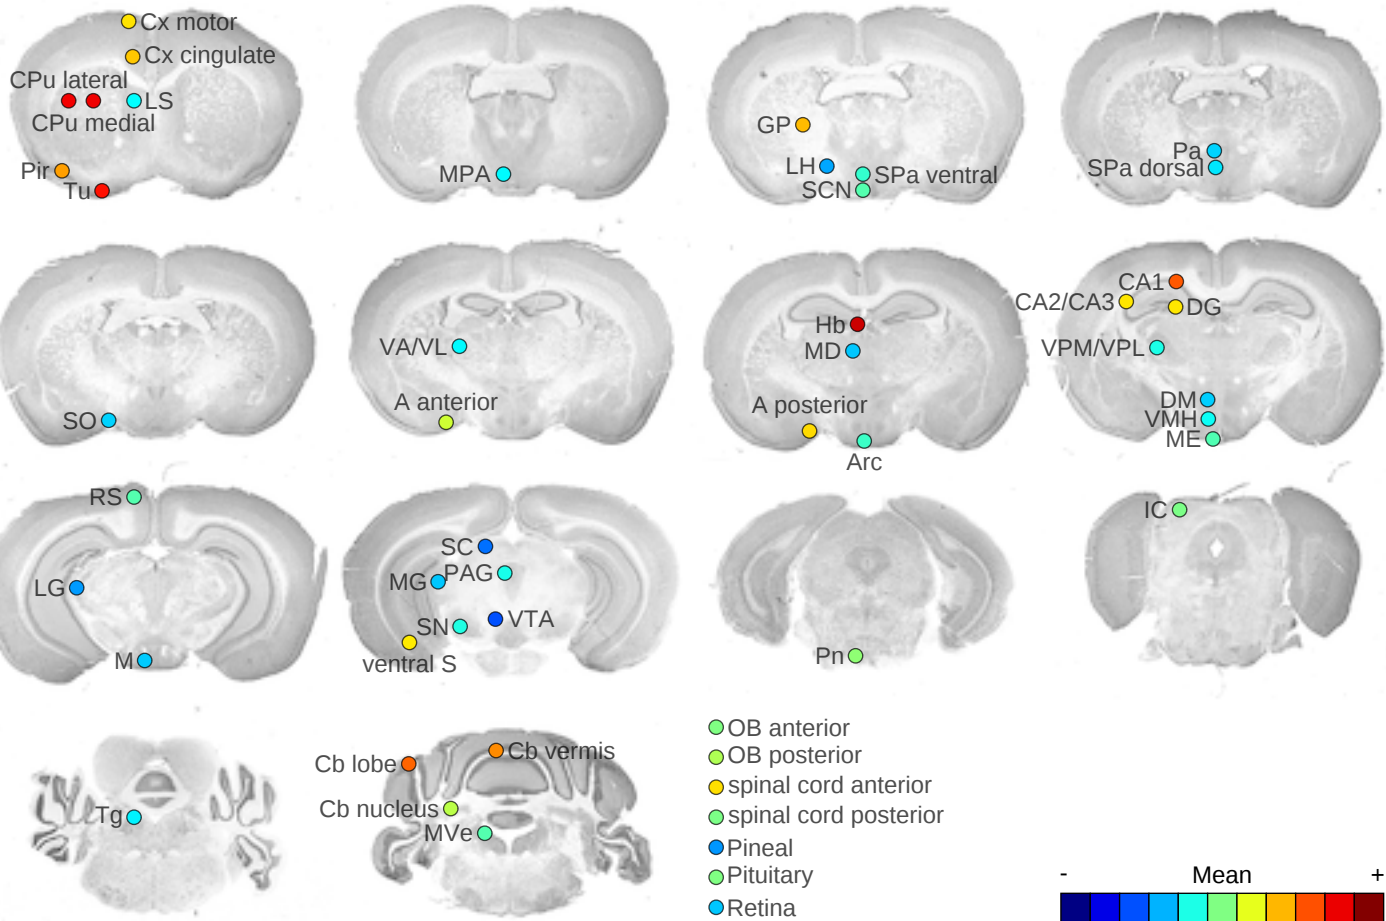 Cx motor
Cx cingulate
CPu lateral
LS
CPu medial
Pir
Tu
MPA
GP
LH
SPa ventral
SCN
Pa
SPa dorsal
SO
VA/VL
A anterior
Hb
MD
A posterior
Arc
CA1
CA2/CA3
DG
VPM/VPL
DM
VMH
ME
RS
LG
M
SC
MG
PAG
SN
VTA
ventral S
Pn
IC
Tg
Cb lobe
Cb vermis
Cb nucleus
MVe
OB anterior
OB posterior
spinal cord anterior
spinal cord posterior
Pineal
Pituitary
Retina
- Mean +